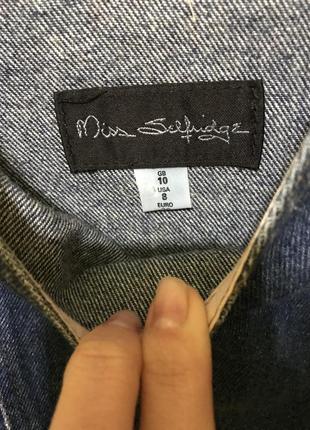 Miss Selfridge
GB
10
USA
8
EURO